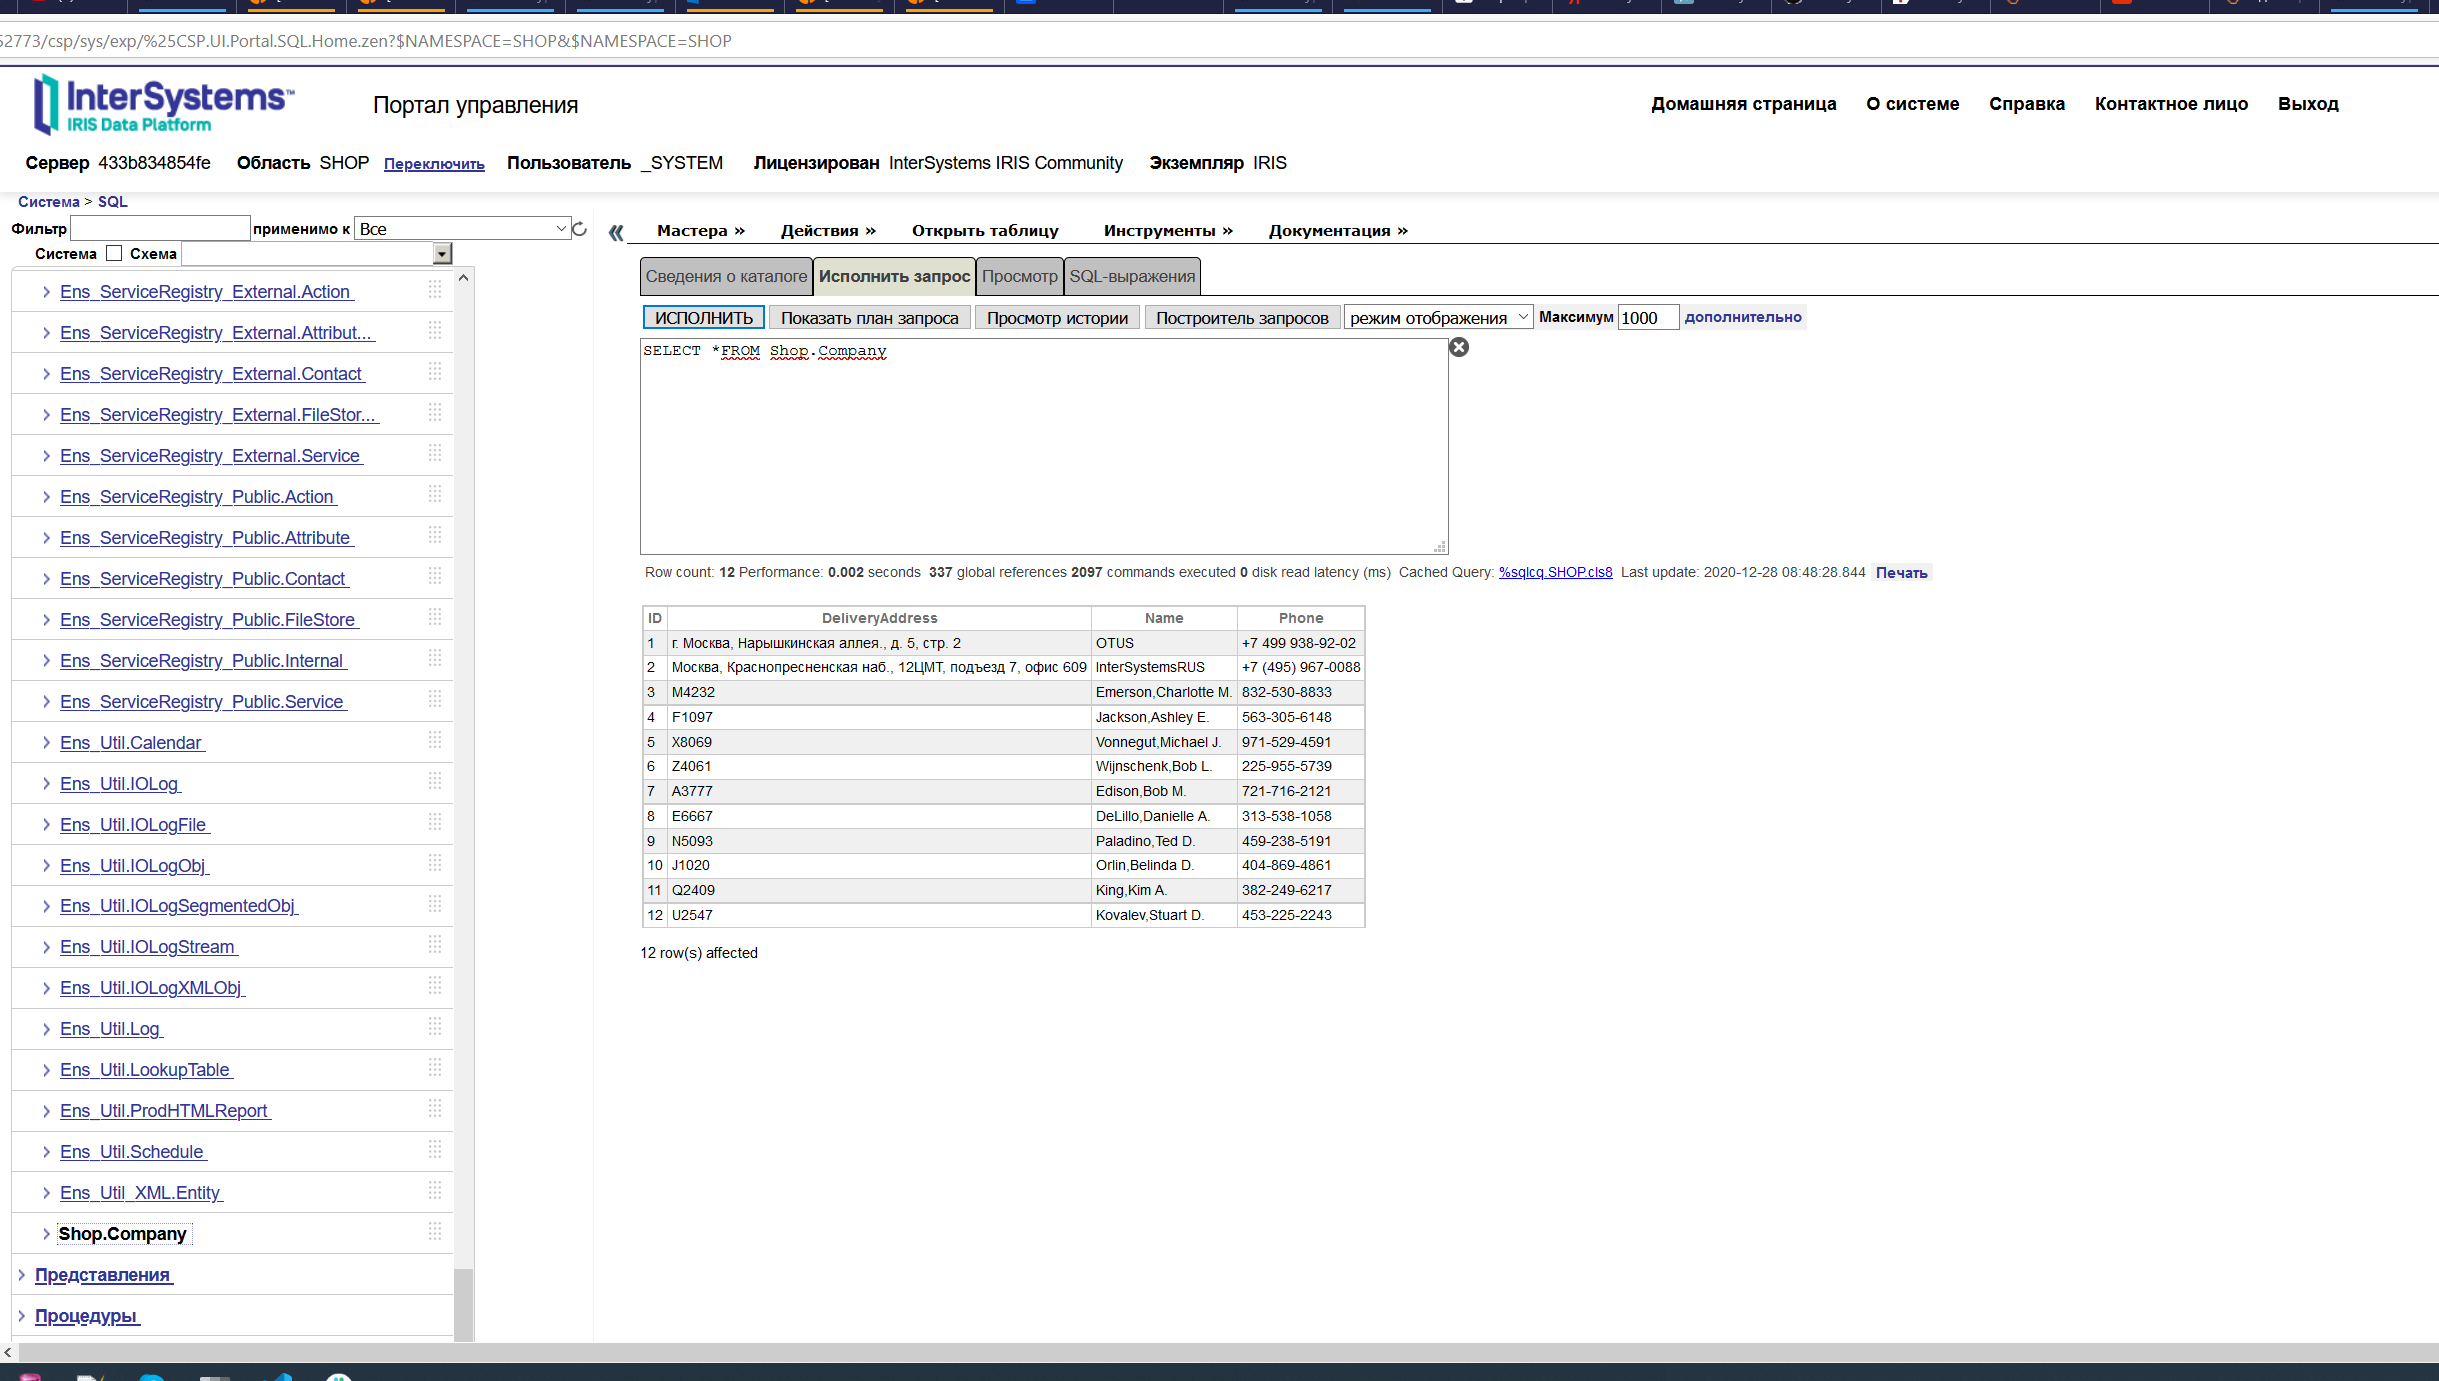 52773/csp/sys/exp/%25CSP.UI.Portal.SQL.Home.zen?$NAMESPACE=SHOP&$NAMESPACE=SHOP
InterSystems™
IRIS Data Platform
Портал управления
Домашняя страница О системе Справка Контактное лицо Выход
Сервер 433b834854fe Область SHOP Переключить Пользователь _SYSTEM Лицензирован InterSystems IRIS Community Экземпляр IRIS
Система > SQL
Фильтр применимо к Все
Система Схема
Ens_ServiceRegistry_External.Action
Ens_ServiceRegistry_External.Attribut...
Ens_ServiceRegistry_External.Contact
Ens_ServiceRegistry_External.FileStor...
Ens_ServiceRegistry_External.Service
Ens_ServiceRegistry_Public.Action
Ens_ServiceRegistry_Public.Attribute
Ens_ServiceRegistry_Public.Contact
Ens_ServiceRegistry_Public.FileStore
Ens_ServiceRegistry_Public.Internal
Ens_ServiceRegistry_Public.Service
Ens_Util.Calendar
Ens_Util.IOLog
Ens_Util.IOLogFile
Ens_Util.IOLogObj
Ens_Util.IOLogSegmentedObj
Ens_Util.IOLogStream
Ens_Util.IOLogXMLObj
Ens_Util.Log
Ens_Util.LookupTable
Ens_Util.ProdHTMLReport
Ens_Util.Schedule
Ens_Util_XML.Entity
Shop.Company
Представления
Процедуры
« Мастера » Действия » Открыть таблицу Инструменты » Документация »
Сведения о каталоге Исполнить запрос Просмотр SQL-выражения
ИСПОЛНИТЬ Показать план запроса Просмотр истории Построитель запросов режим отображения Максимум 1000 дополнительно
SELECT *FROM Shop.Company
Row count: 12 Performance: 0.002 seconds 337 global references 2097 commands executed 0 disk read latency (ms) Cached Query: %sqlcq.SHOP.cls8 Last update: 2020-12-28 08:48:28.844 Печать
ID DeliveryAddress Name Phone
1 г. Москва, Нарышкинская аллея., д. 5, стр. 2 OTUS +7 499 938-92-02
2 Москва, Краснопресненская наб., 12ЦМТ, подъезд 7, офис 609 InterSystemsRUS +7 (495) 967-0088
3 M4232 Emerson,Charlotte M. 832-530-8833
4 F1097 Jackson,Ashley E. 563-305-6148
5 X8069 Vonnegut,Michael J. 971-529-4591
6 Z4061 Wijnschenk,Bob L. 225-955-5739
7 A3777 Edison,Bob M. 721-716-2121
8 E6667 DeLillo,Danielle A. 313-538-1058
9 N5093 Paladino,Ted D. 459-238-5191
10 J1020 Orlin,Belinda D. 404-869-4861
11 Q2409 King,Kim A. 382-249-6217
12 U2547 Kovalev,Stuart D. 453-225-2243
12 row(s) affected